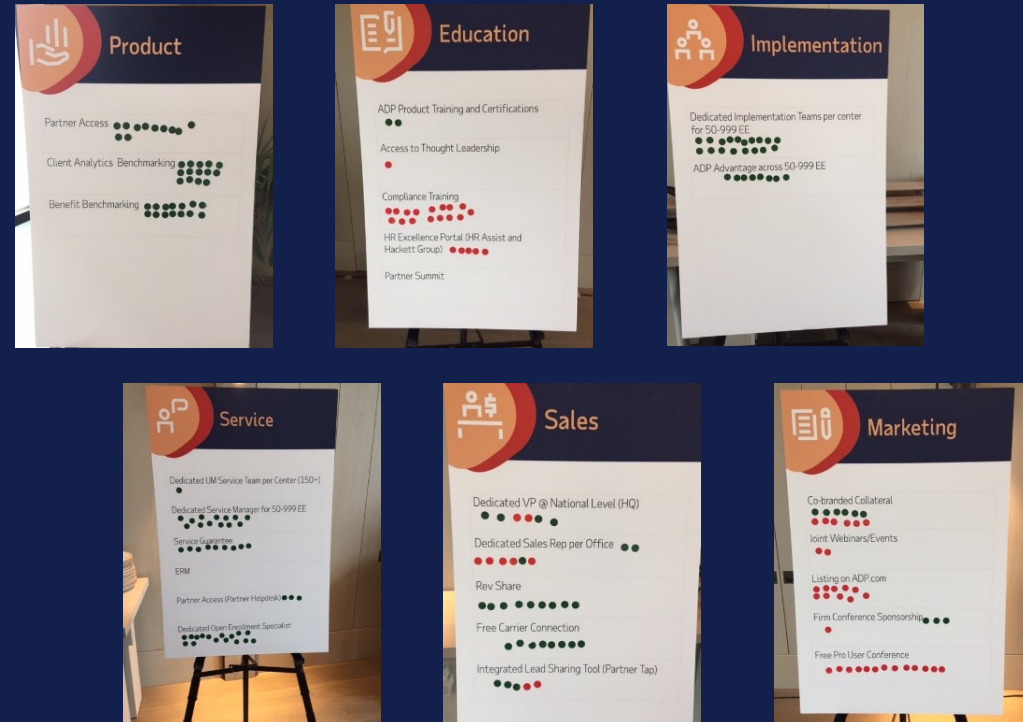 Product
Partner Access
Client Analytics Benchmarking
Benefit Benchmarking
Education
ADP Product Training and Certifications
Access to Thought Leadership
Compliance Training
HR Excellence Portal (HR Assist and
Hackett Group)
Partner Summit
Implementation
Dedicated Implementation Teams per center
for 50-999 EE
ADP Advantage across 50-999 EE
Service
Dedicated UM Service Team per Center (150+)
Dedicated Service Manager for 50-999 EE
Service Guarantee
ERM
Partner Access (Partner Helpdesk)
Dedicated Open Enrollment Specialist
Sales
Dedicated VP @ National Level (HQ)
Dedicated Sales Rep per Office
Rev Share
Free Carrier Connection
Integrated Lead Sharing Tool (Partner Tap)
Marketing
Co-branded Collateral
Joint Webinars/Events
Listing on ADP.com
Firm Conference Sponsorship
Free Pro User Conference